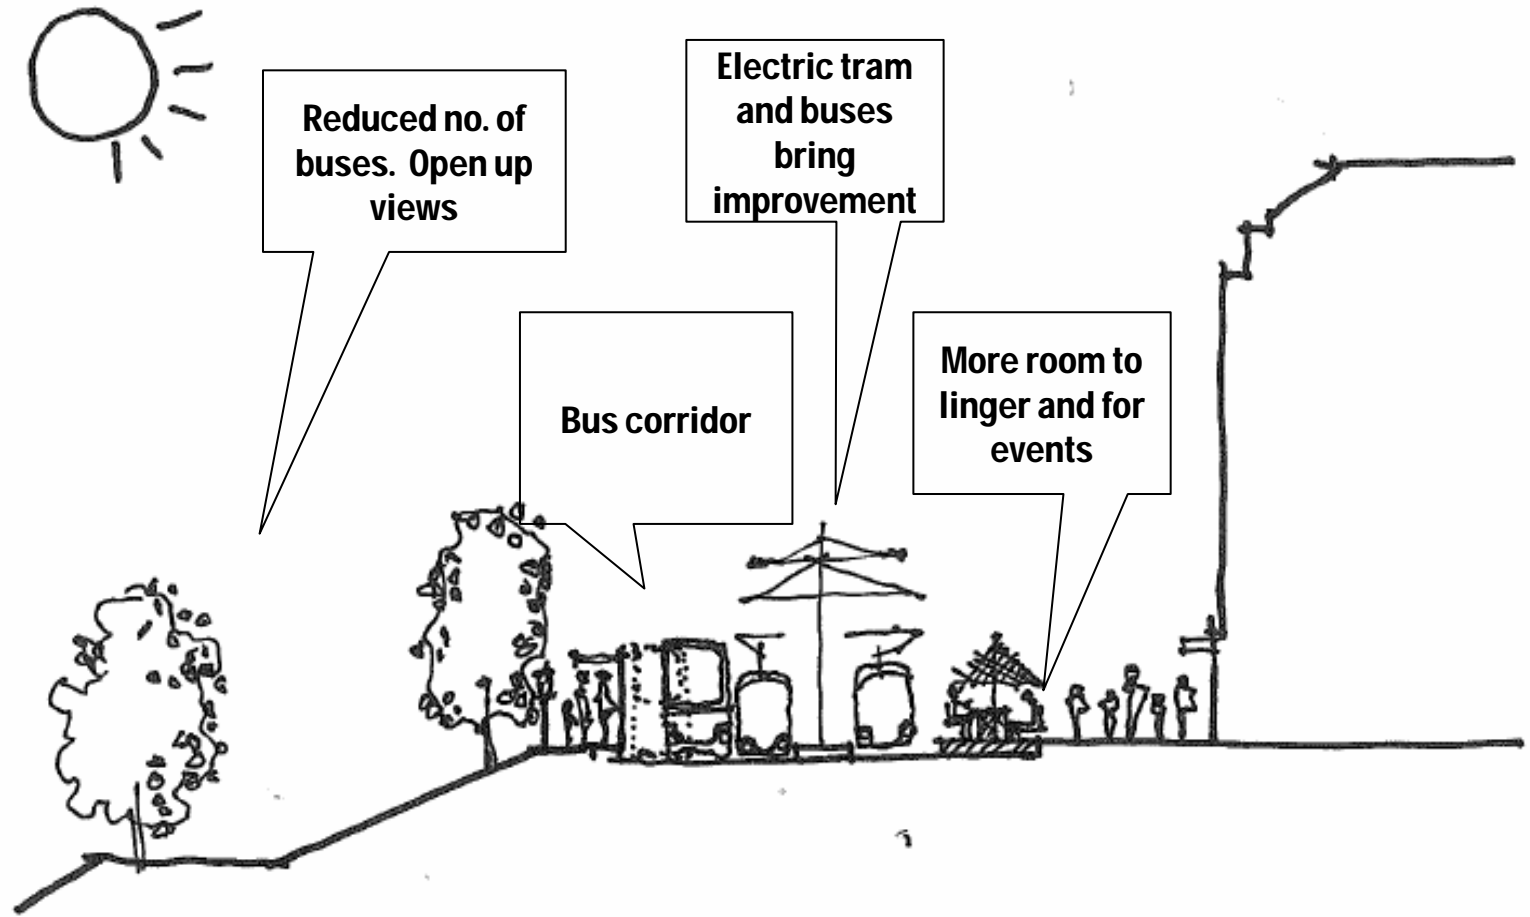 Reduced no. of
buses.  Open up
views
Electric tram
and buses
bring
improvement
Bus corridor
More room to
linger and for
events